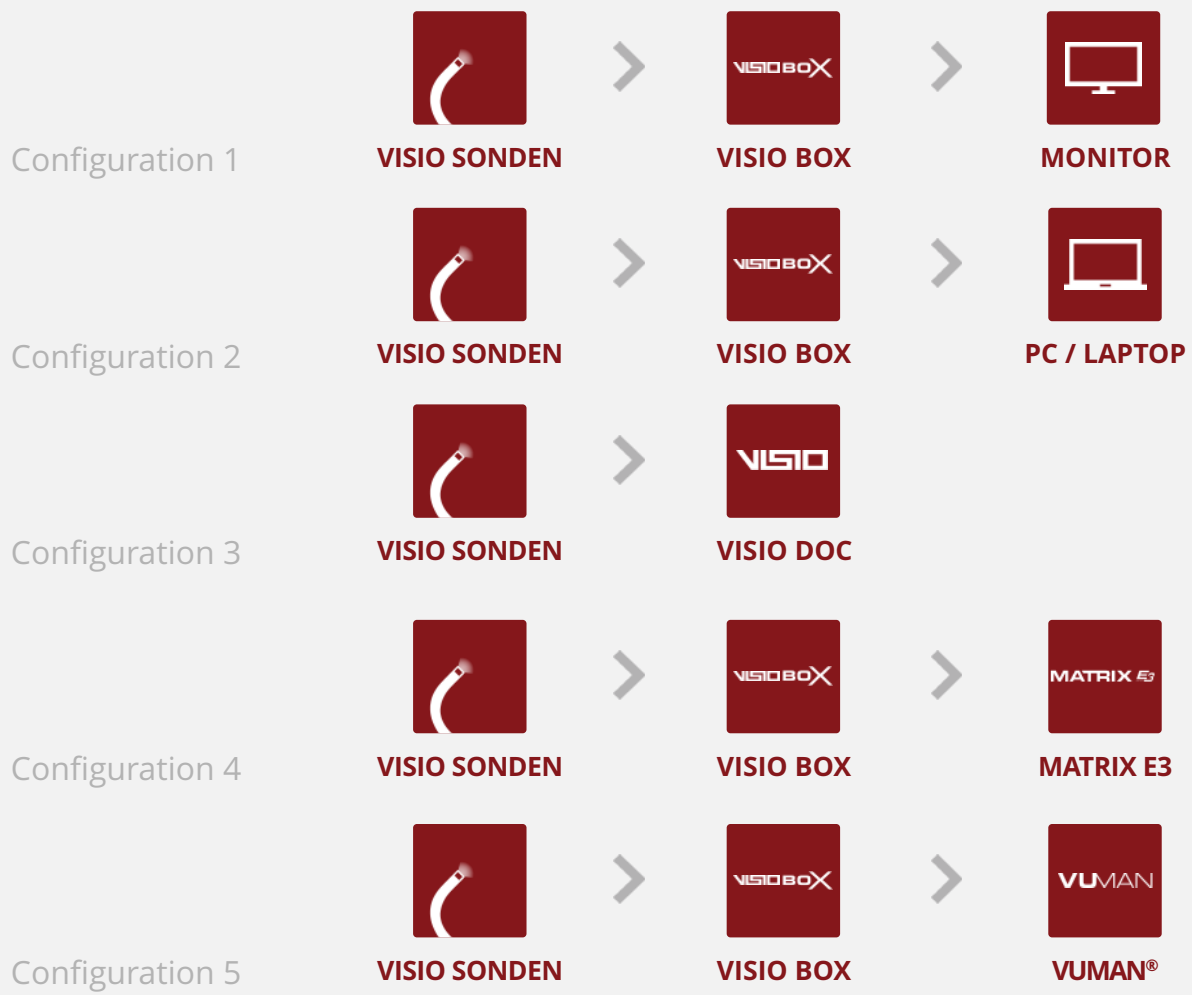 VISIO BOX
Configuration 1
VISIO SONDEN
VISIO BOX
MONITOR
VISIO BOX
Configuration 2
VISIO SONDEN
VISIO BOX
PC / LAPTOP
VISIO
Configuration 3
VISIO SONDEN
VISIO DOC
VISIO BOX
MATRIX E3
Configuration 4
VISIO SONDEN
VISIO BOX
MATRIX E3
VISIO BOX
VUMAN
Configuration 5
VISIO SONDEN
VISIO BOX
VUMAN®